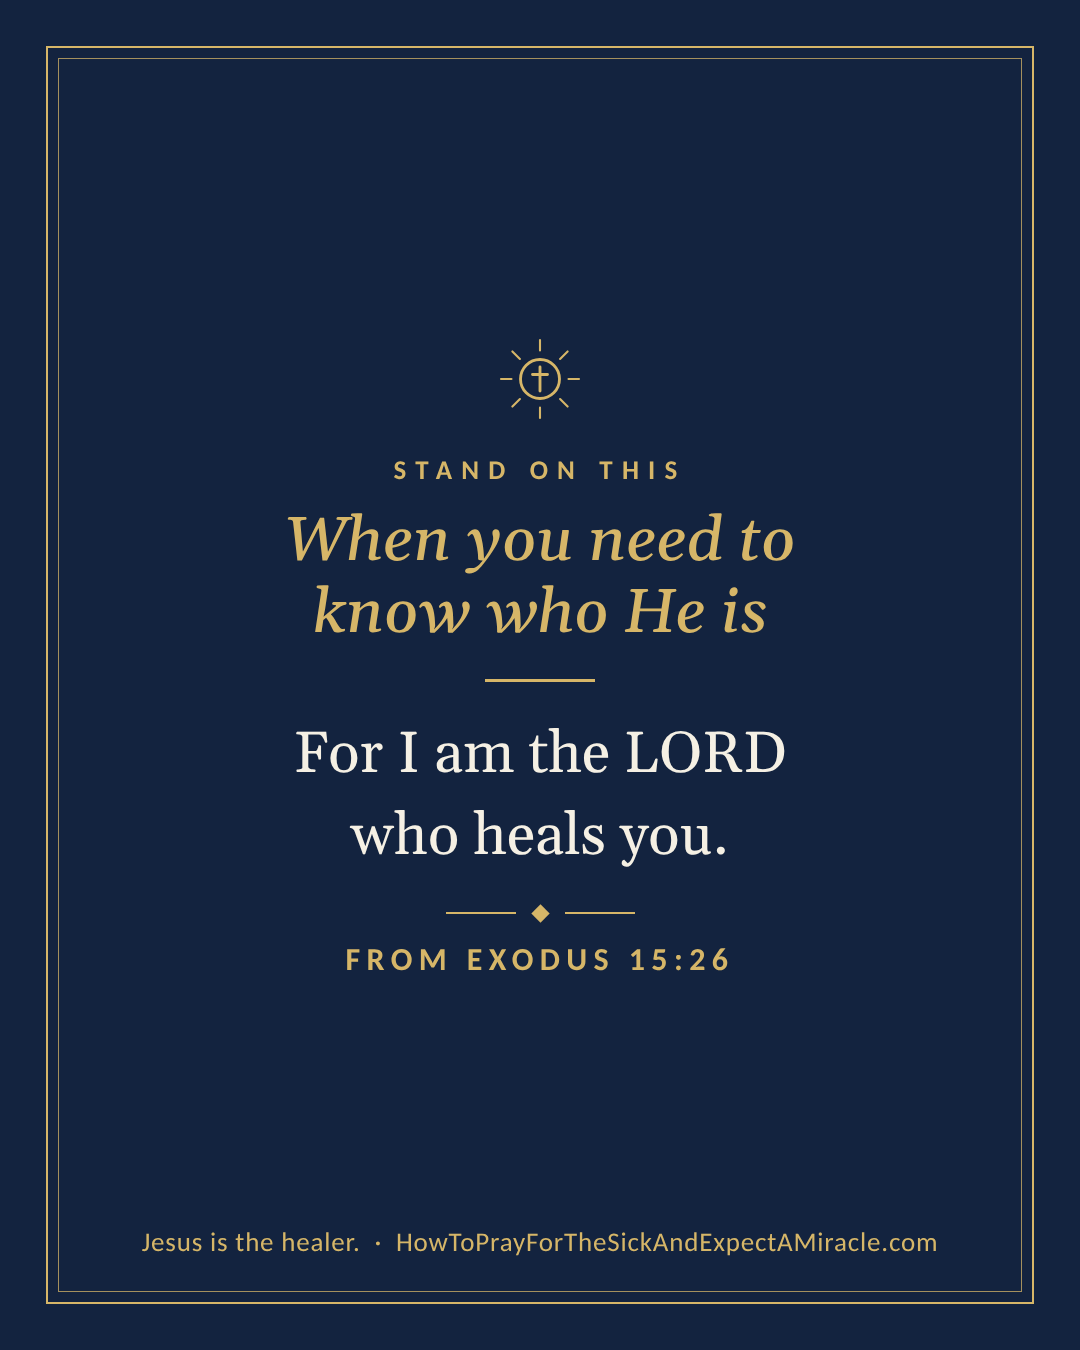 STAND ON THIS
When you need to
know who He is
For I am the LORD
who heals you.
FROM EXODUS 15:26
Jesus is the healer. · HowToPrayForTheSickAndExpectAMiracle.com